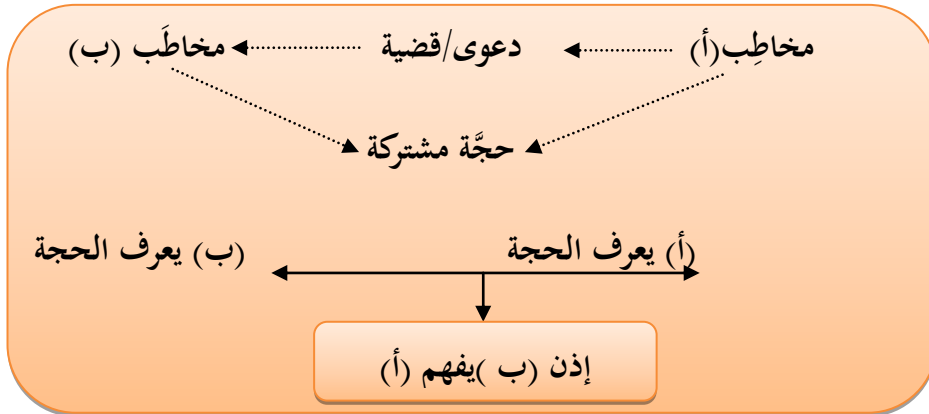 مخاطِب(أ) دعوى/قضية مخاطَب (ب)
حجَّة مشتركة
(أ) يعرف الحجة (ب) يعرف الحجة
إذن (ب )يفهم (أ)